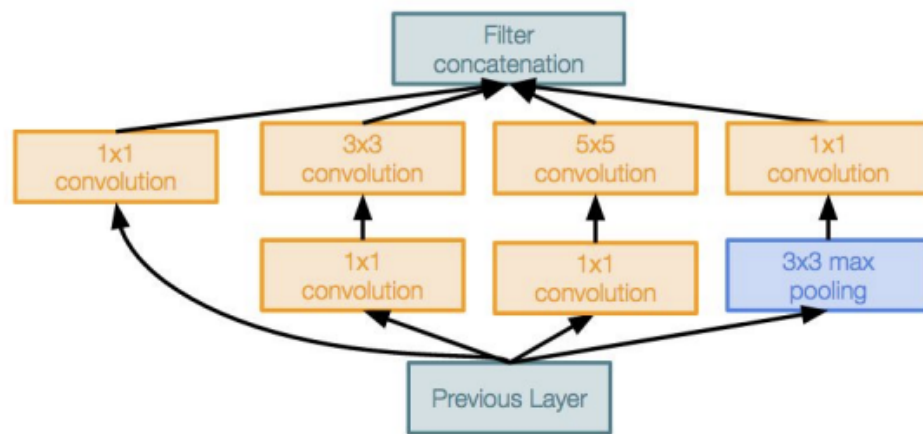 Filter
concatenation
1x1
convolution
3x3
convolution
5x5
convolution
1x1
convolution
1x1
convolution
1x1
convolution
3x3 max
pooling
Previous Layer